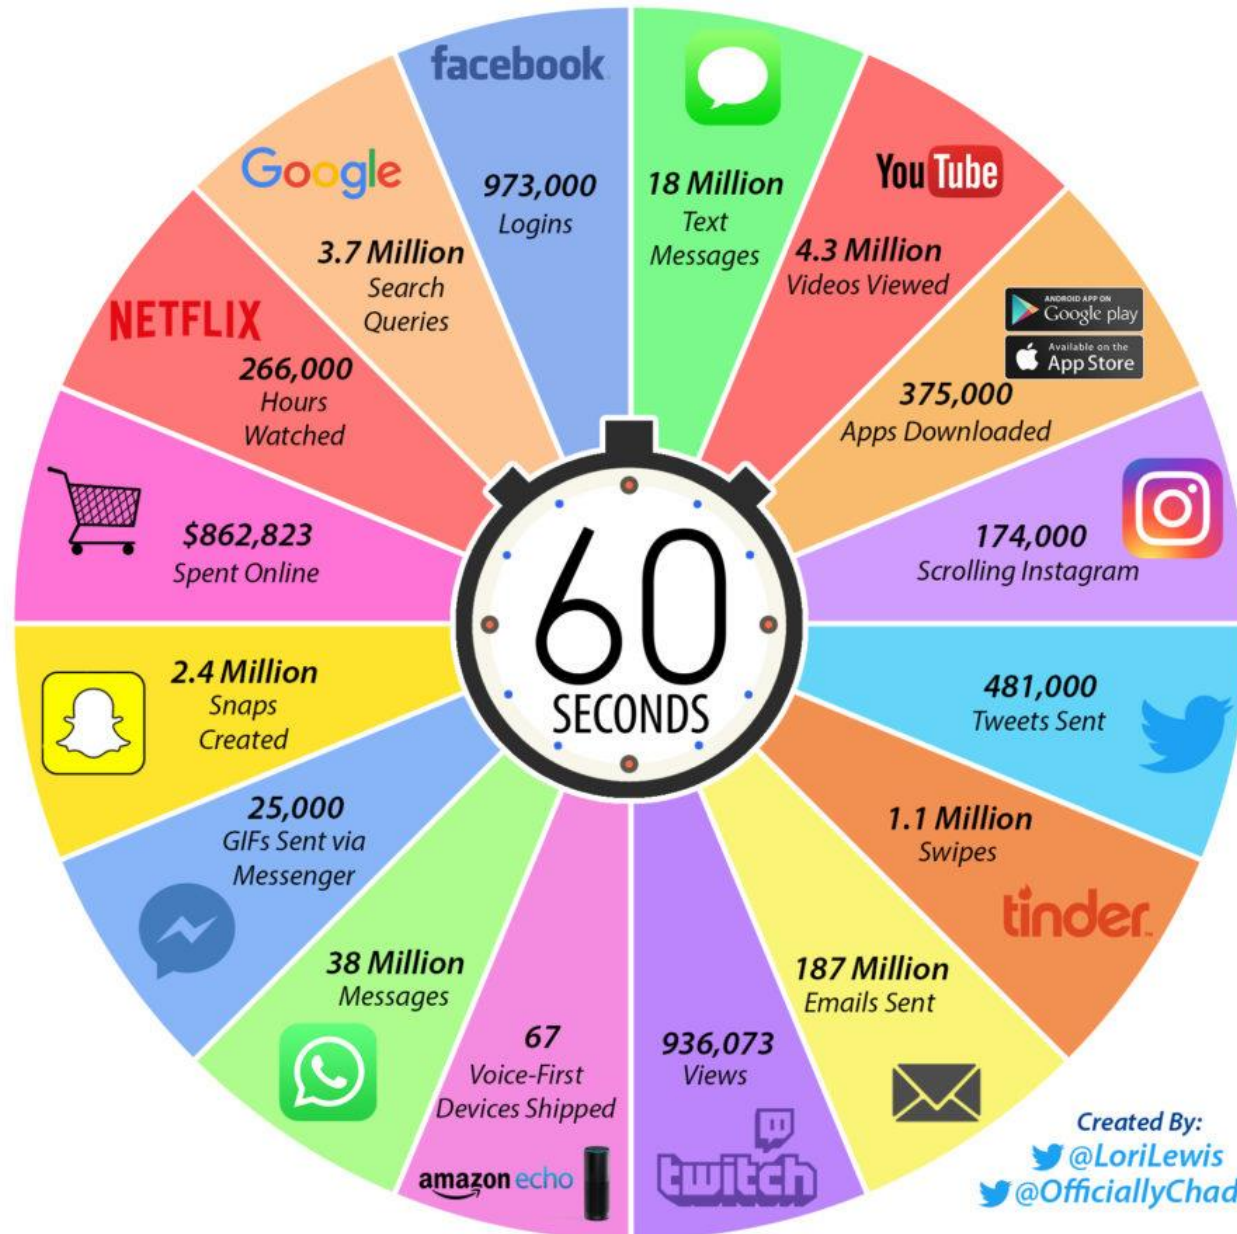 facebook
973,000
Logins
18 Million
Text
Messages
YouTube
4.3 Million
Videos Viewed
ANDROID APP ON
Google play
Available on the
App Store
375,000
Apps Downloaded
174,000
Scrolling Instagram
481,000
Tweets Sent
1.1 Million
Swipes
tinder
187 Million
Emails Sent
936,073
Views
twitch
67
Voice-First
Devices Shipped
amazon echo
38 Million
Messages
25,000
GIFs Sent via
Messenger
2.4 Million
Snaps
Created
$862,823
Spent Online
NETFLIX
266,000
Hours
Watched
Google
3.7 Million
Search
Queries
60
SECONDS
Created By:
@LoriLewis
@OfficiallyChad